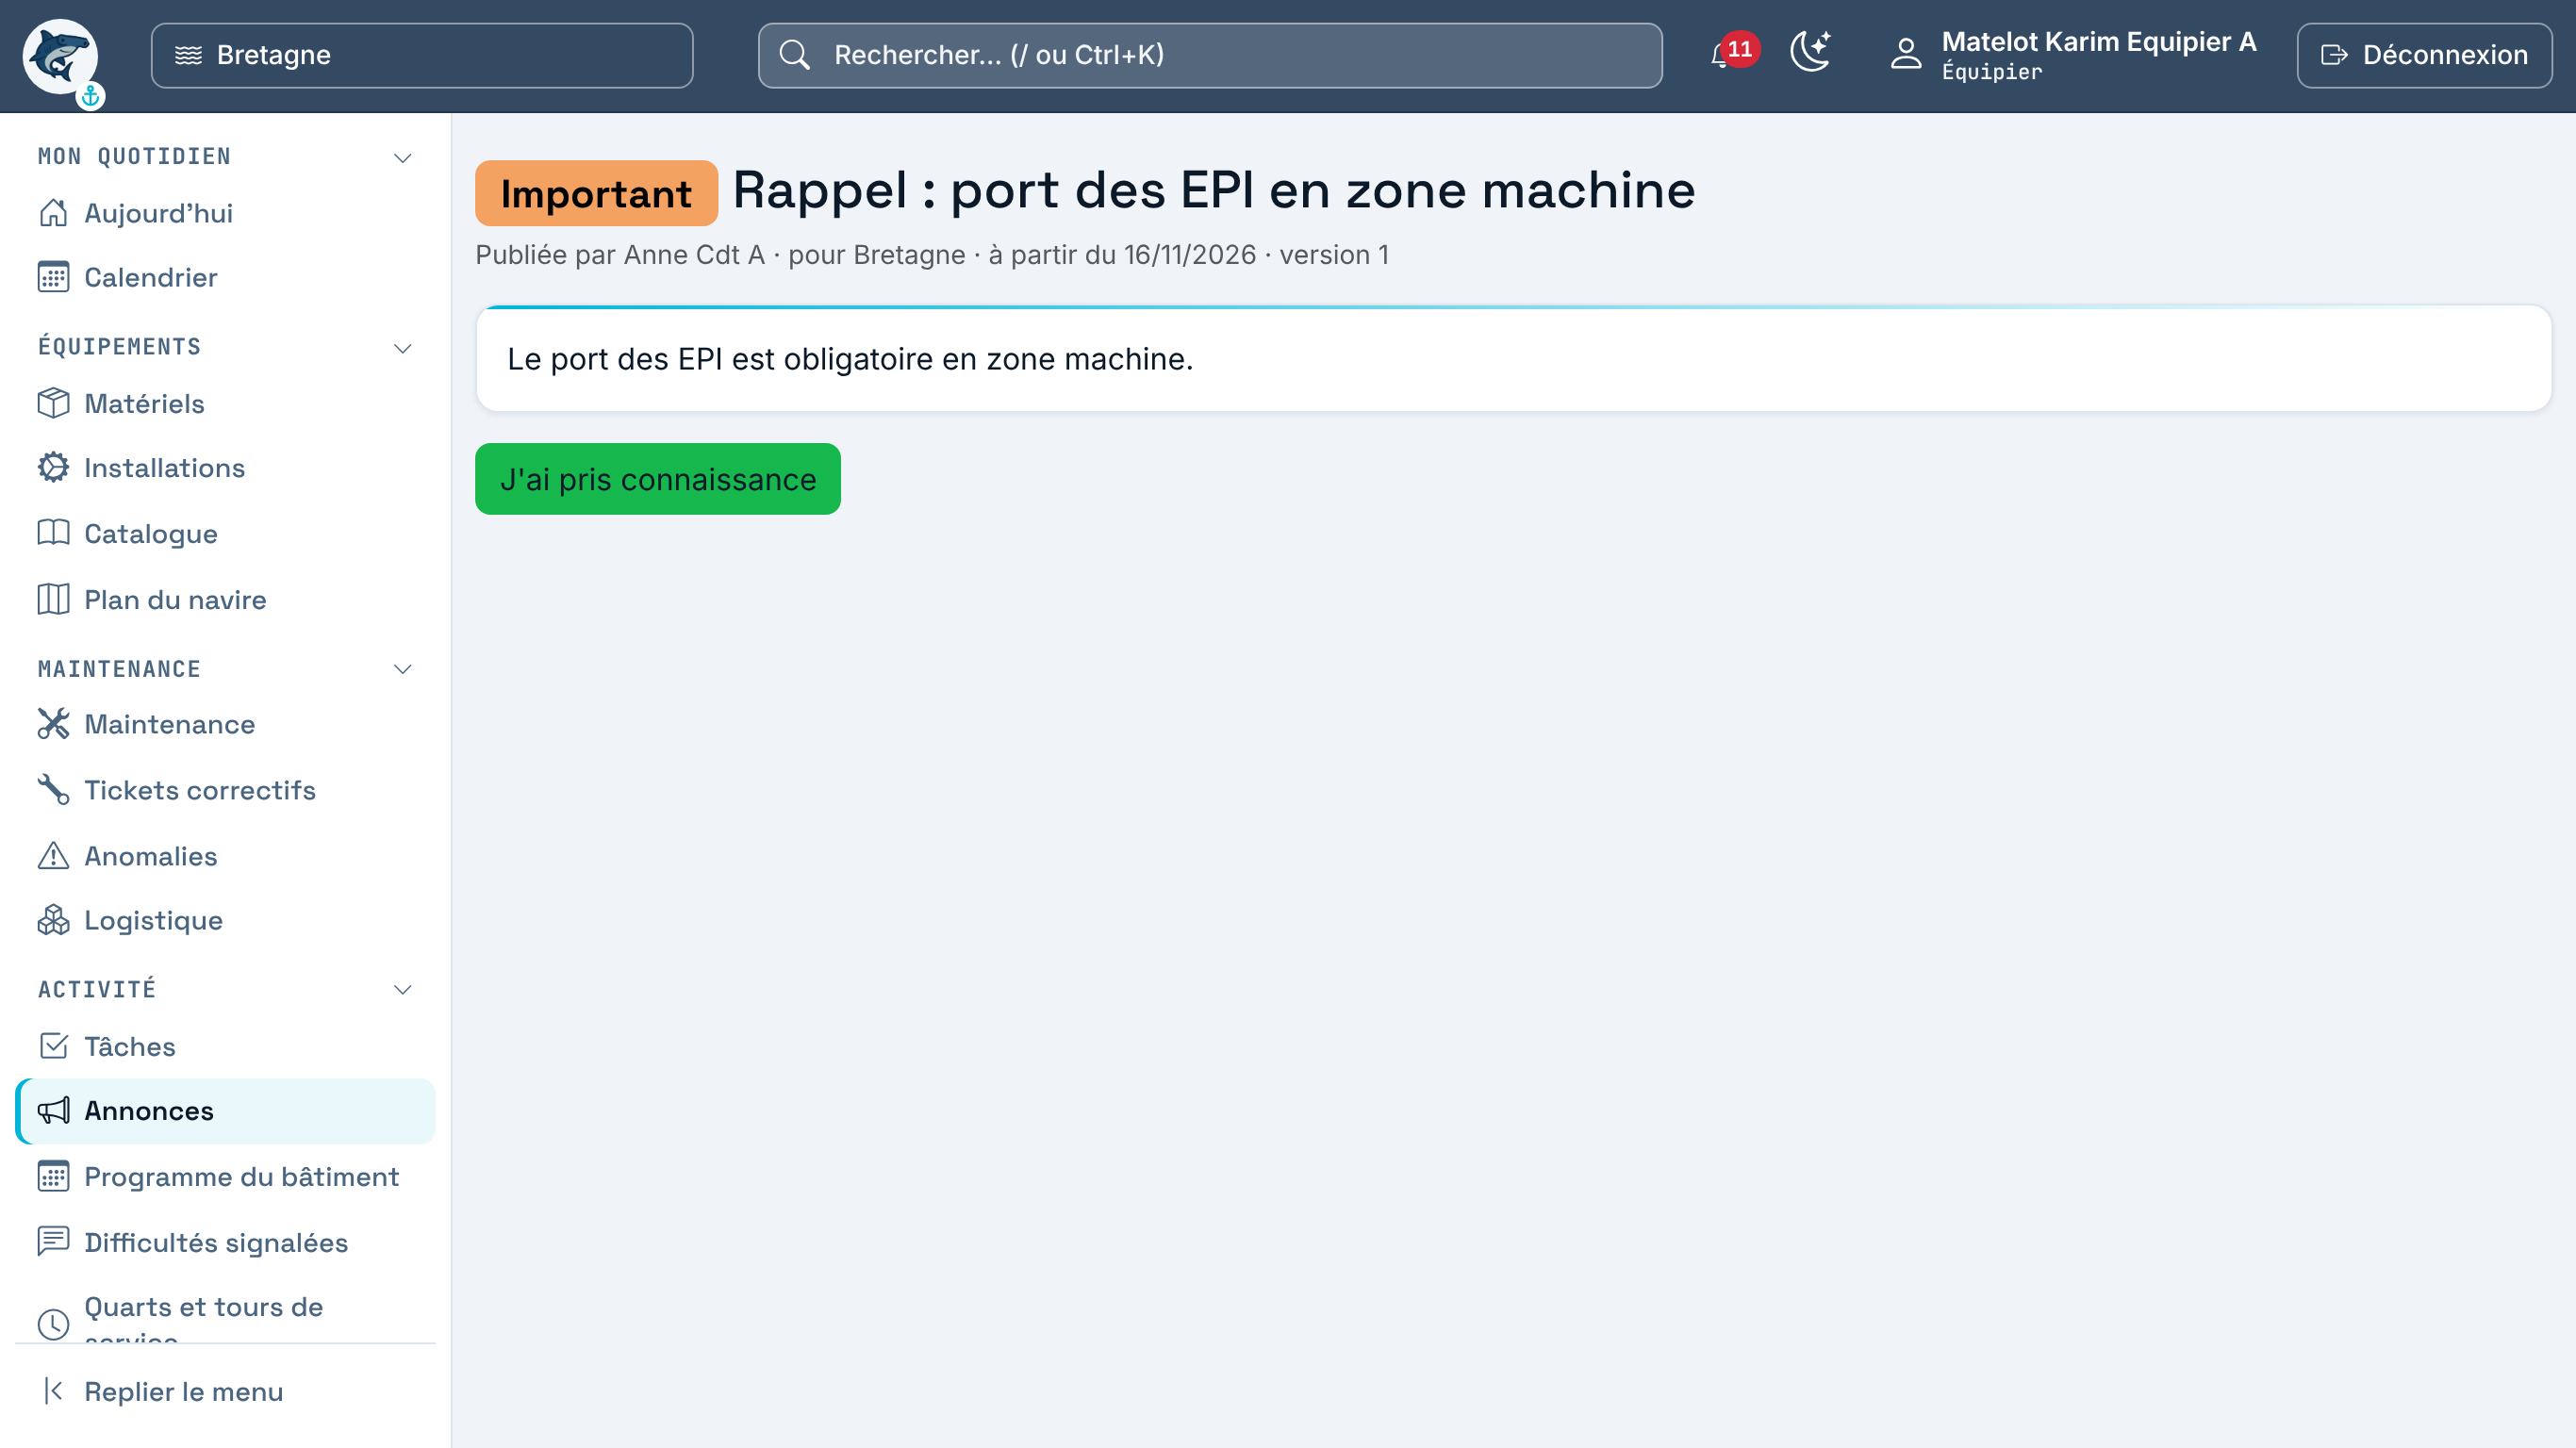 Bretagne
Rechercher... (/ ou Ctrl+K)
11
Matelot Karim Equipier A
Équipier
Déconnexion
MON QUOTIDIEN
Aujourd'hui
Calendrier
ÉQUIPEMENTS
Matériels
Installations
Catalogue
Plan du navire
MAINTENANCE
Maintenance
Tickets correctifs
Anomalies
Logistique
ACTIVITÉ
Tâches
Annonces
Programme du bâtiment
Difficultés signalées
Quarts et tours de
service
Replier le menu
Important Rappel : port des EPI en zone machine
Publiée par Anne Cdt A · pour Bretagne · à partir du 16/11/2026 · version 1
Le port des EPI est obligatoire en zone machine.
J'ai pris connaissance